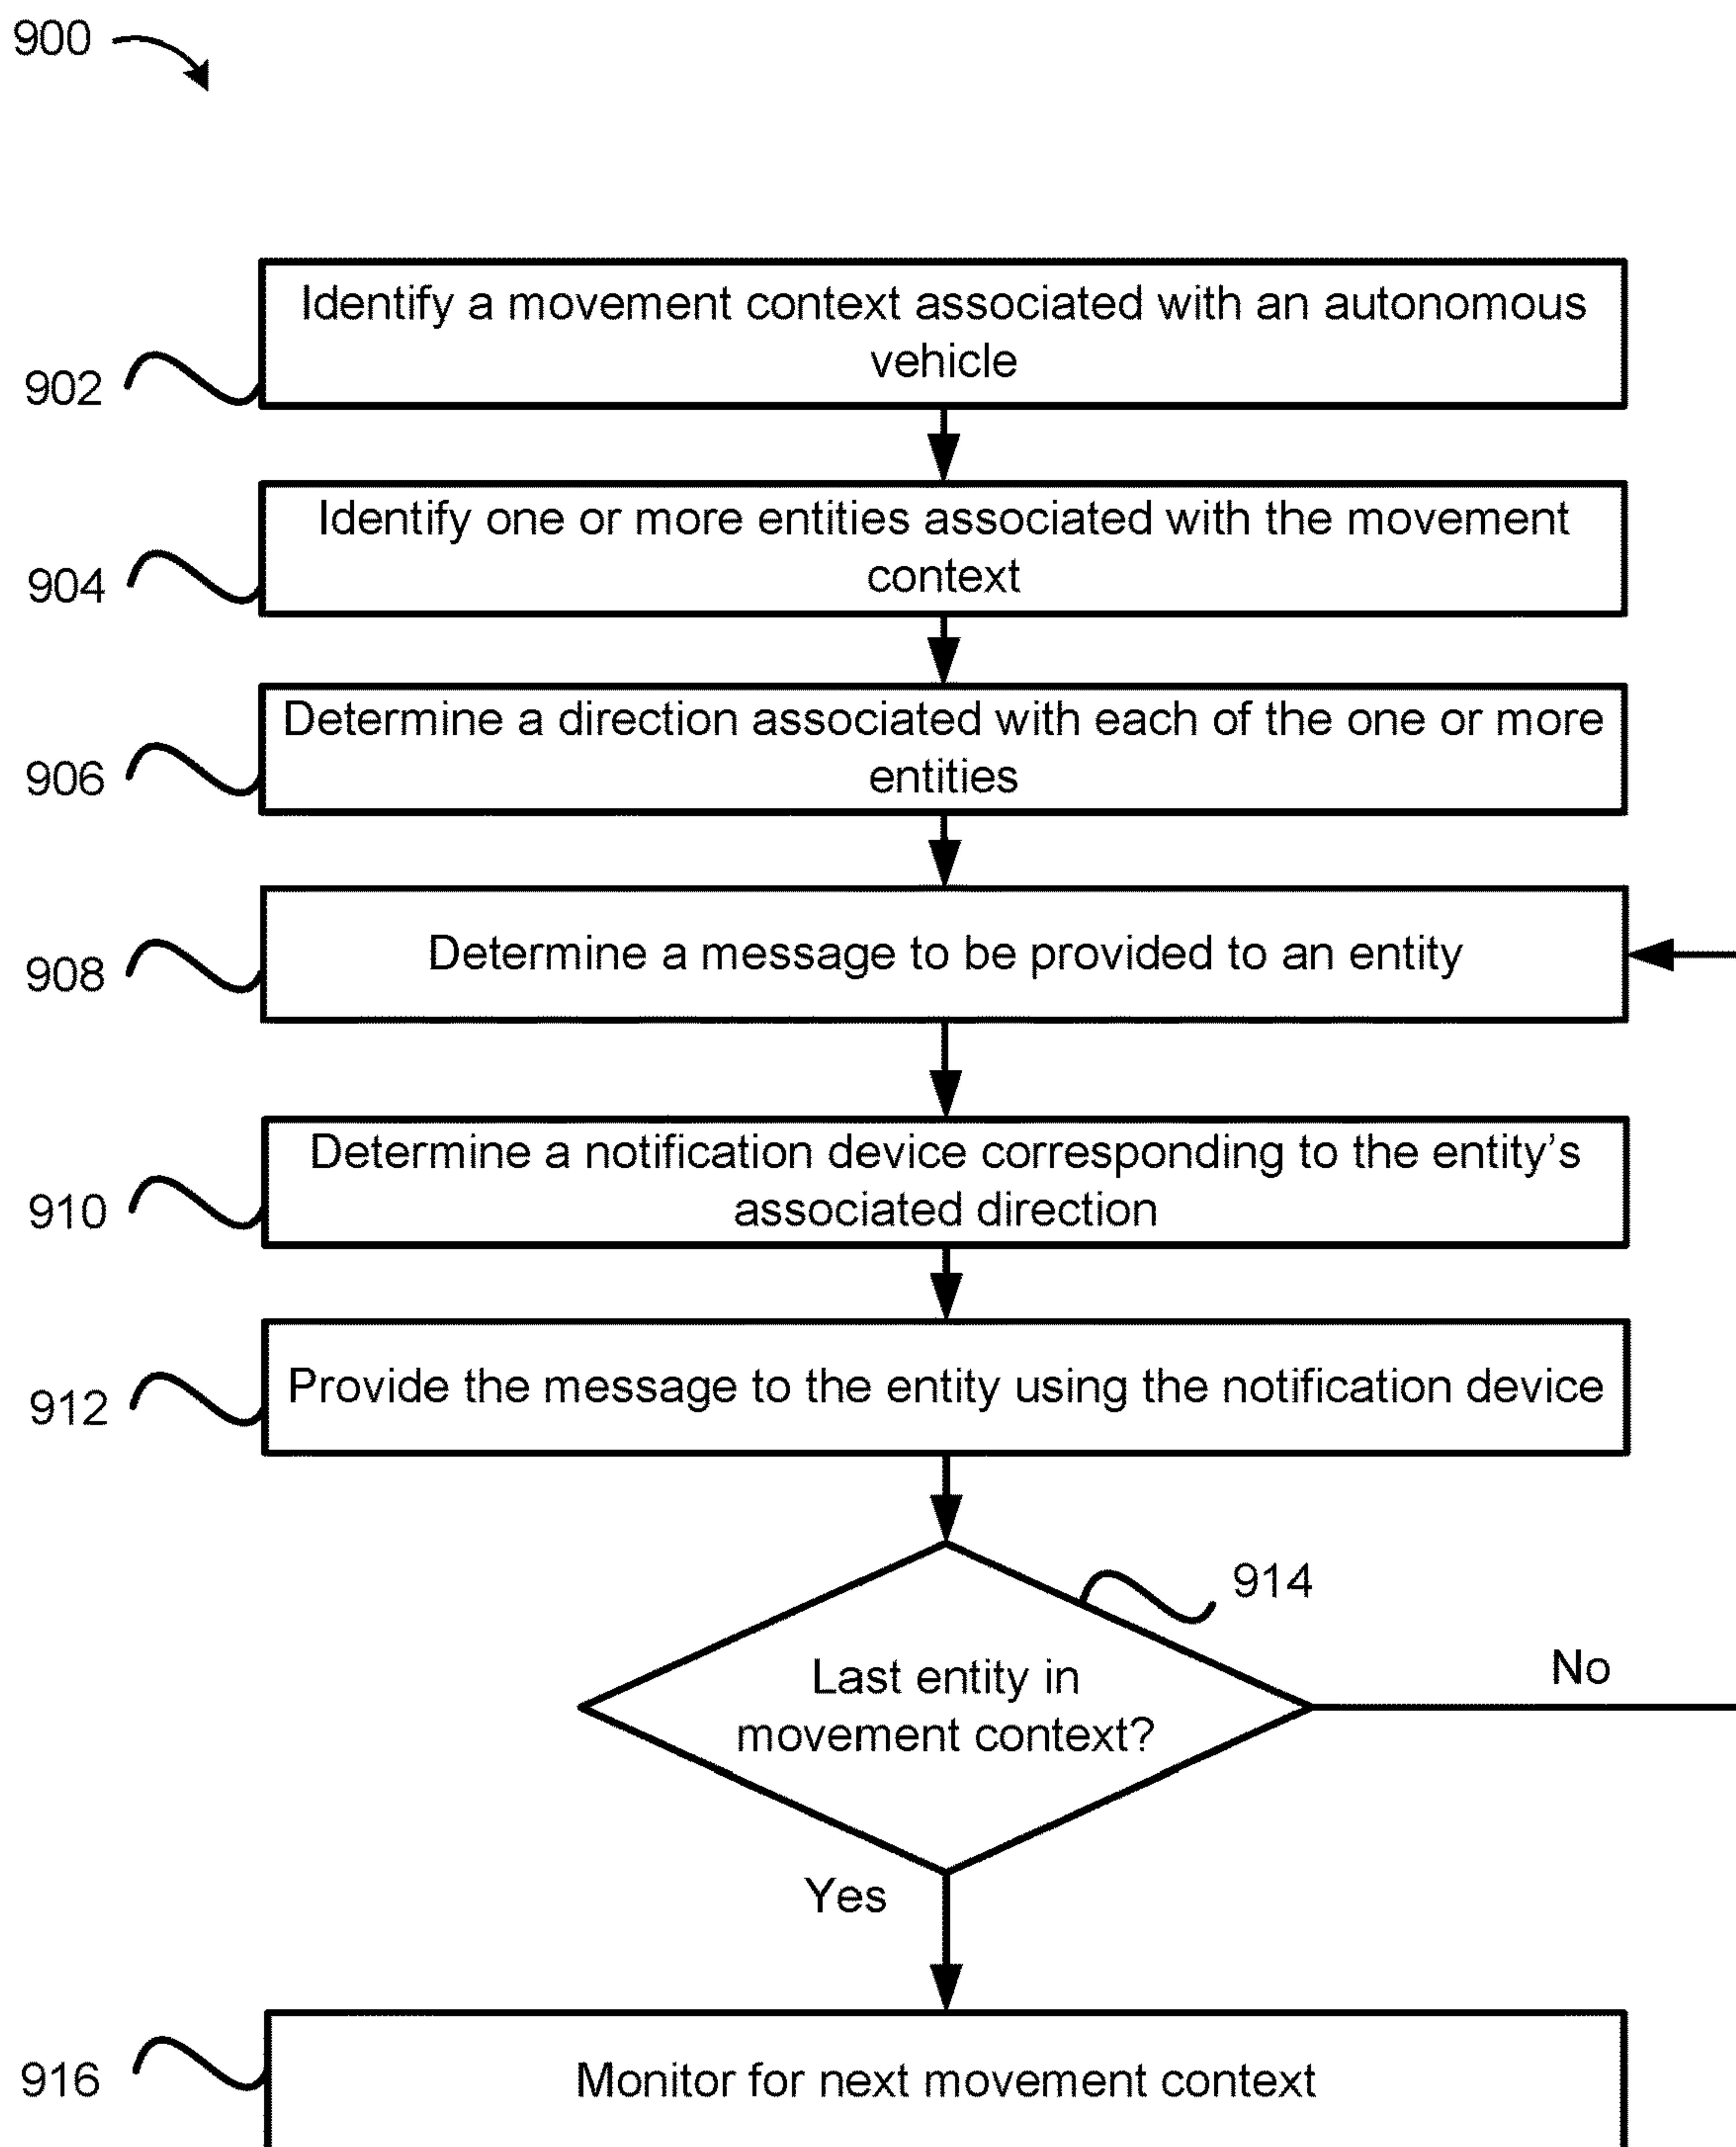 900
Identify a movement context associated with an autonomous
vehicle
902
Identify one or more entities associated with the movement
context
904
Determine a direction associated with each of the one or more
entities
906
Determine a message to be provided to an entity
908
Determine a notification device corresponding to the entity’s
associated direction
910
Provide the message to the entity using the notification device
912
914
Last entity in
movement context?
No
Yes
Monitor for next movement context
916